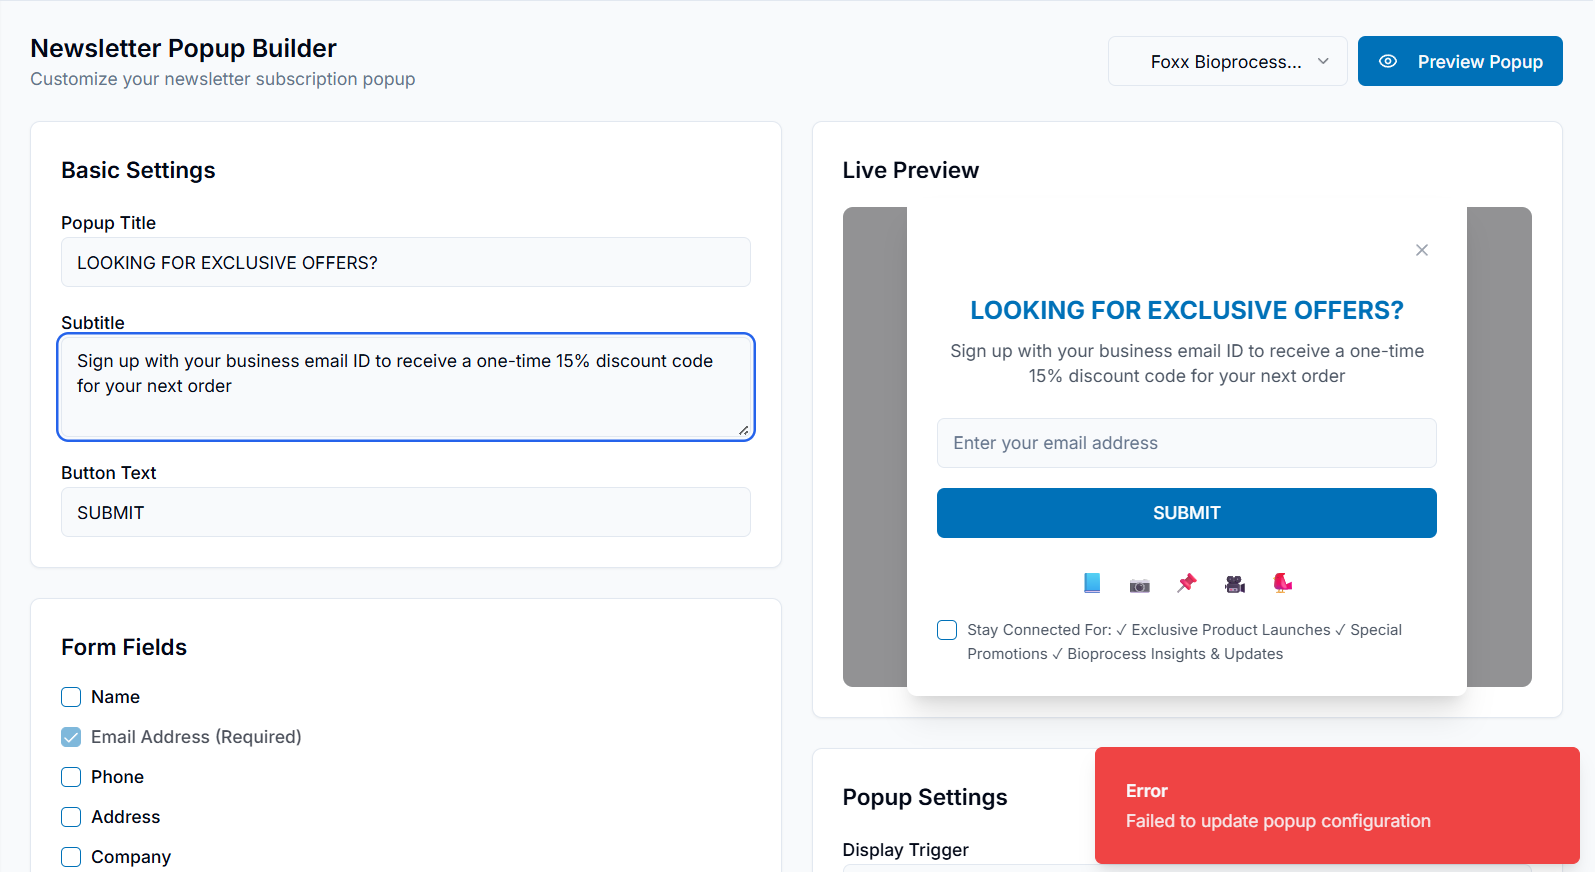 Newsletter Popup Builder
Customize your newsletter subscription popup
Foxx Bioprocess...
Preview Popup
Basic Settings
Popup Title
LOOKING FOR EXCLUSIVE OFFERS?
Subtitle
Sign up with your business email ID to receive a one-time 15% discount code
for your next order
Button Text
SUBMIT
Form Fields
Name
Email Address (Required)
Phone
Address
Company
Live Preview
LOOKING FOR EXCLUSIVE OFFERS?
Sign up with your business email ID to receive a one-time
15% discount code for your next order
Enter your email address
SUBMIT
Stay Connected For: ✓ Exclusive Product Launches ✓ Special
Promotions ✓ Bioprocess Insights & Updates
Popup Settings
Display Trigger
Error
Failed to update popup configuration